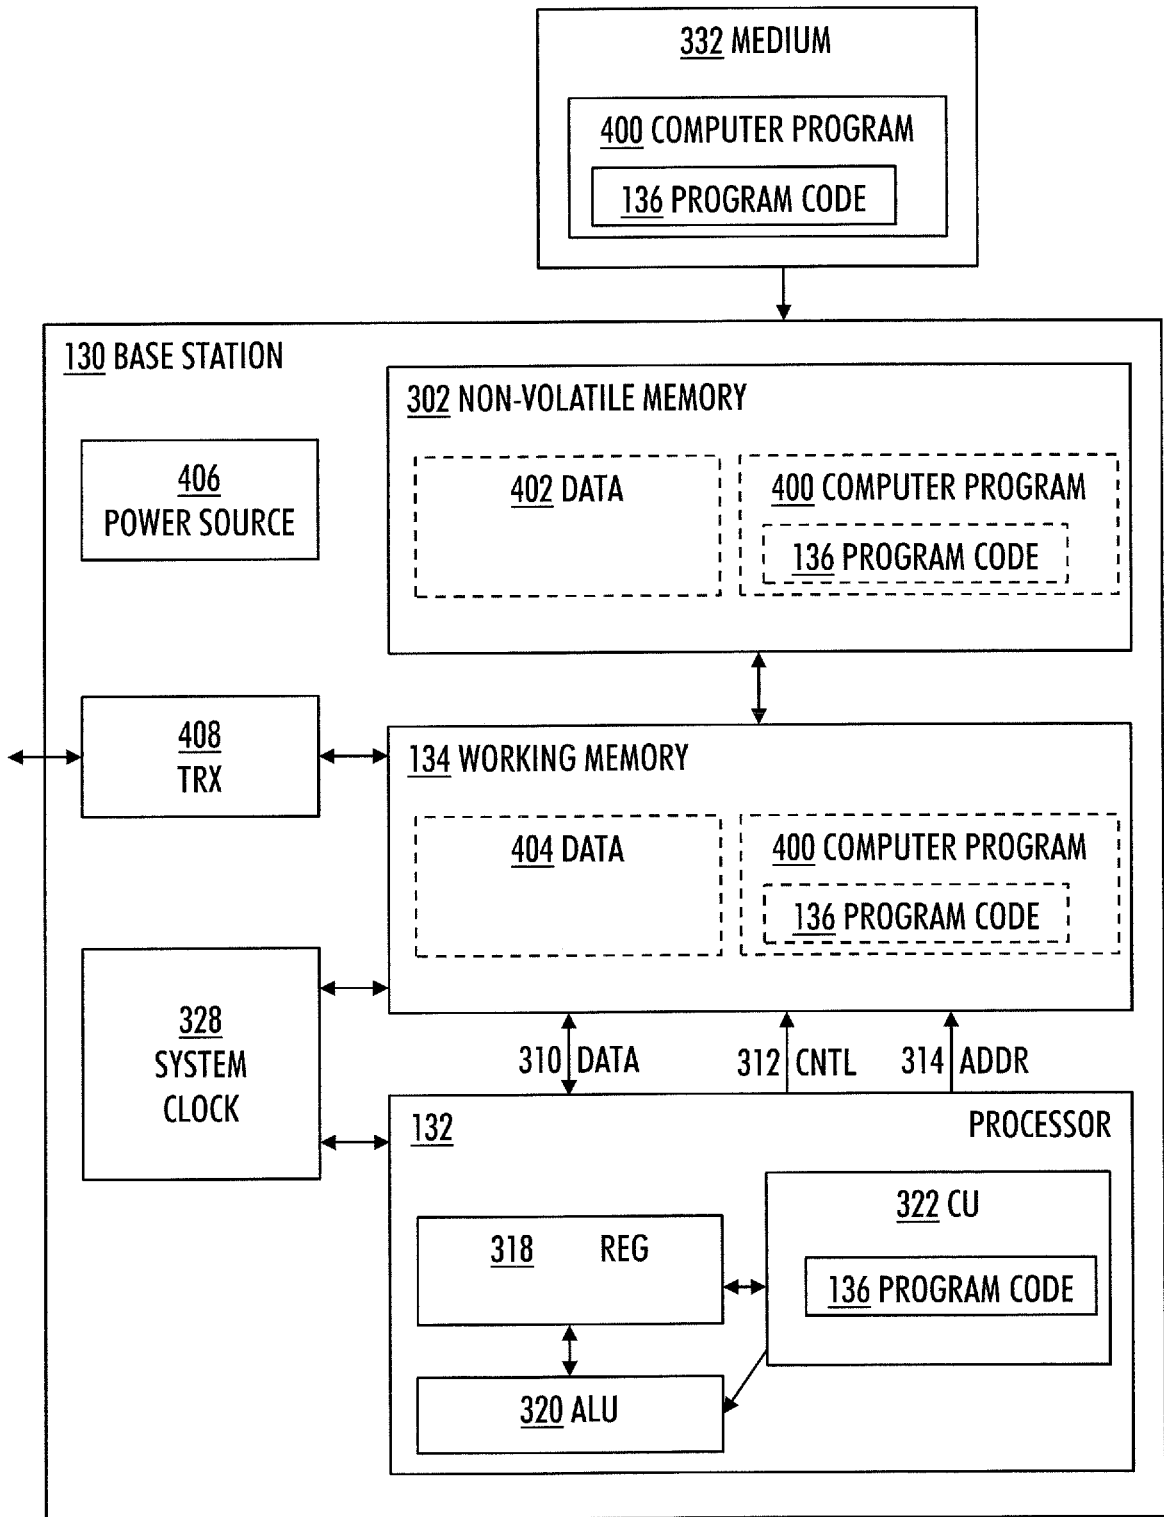 332 MEDIUM
400 COMPUTER PROGRAM
136 PROGRAM CODE
130 BASE STATION
302 NON-VOLATILE MEMORY
406
POWER SOURCE
402 DATA
400 COMPUTER PROGRAM
136 PROGRAM CODE
408
TRX
134 WORKING MEMORY
404 DATA
400 COMPUTER PROGRAM
136 PROGRAM CODE
328
SYSTEM
CLOCK
310 DATA
312 CNTL
314 ADDR
132 PROCESSOR
318 REG
322 CU
136 PROGRAM CODE
320 ALU